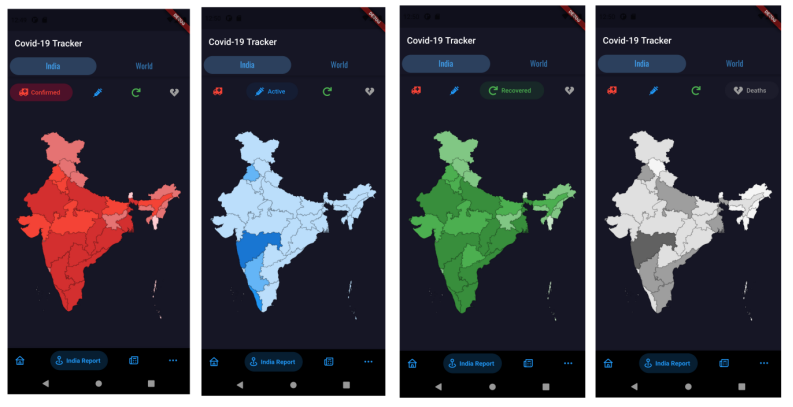 DEBUG
Covid-19 Tracker
India World
Confirmed
India Report
DEBUG
Covid-19 Tracker
India World
Active
India Report
DEBUG
Covid-19 Tracker
India World
Recovered
India Report
DEBUG
Covid-19 Tracker
India World
Deaths
India Report